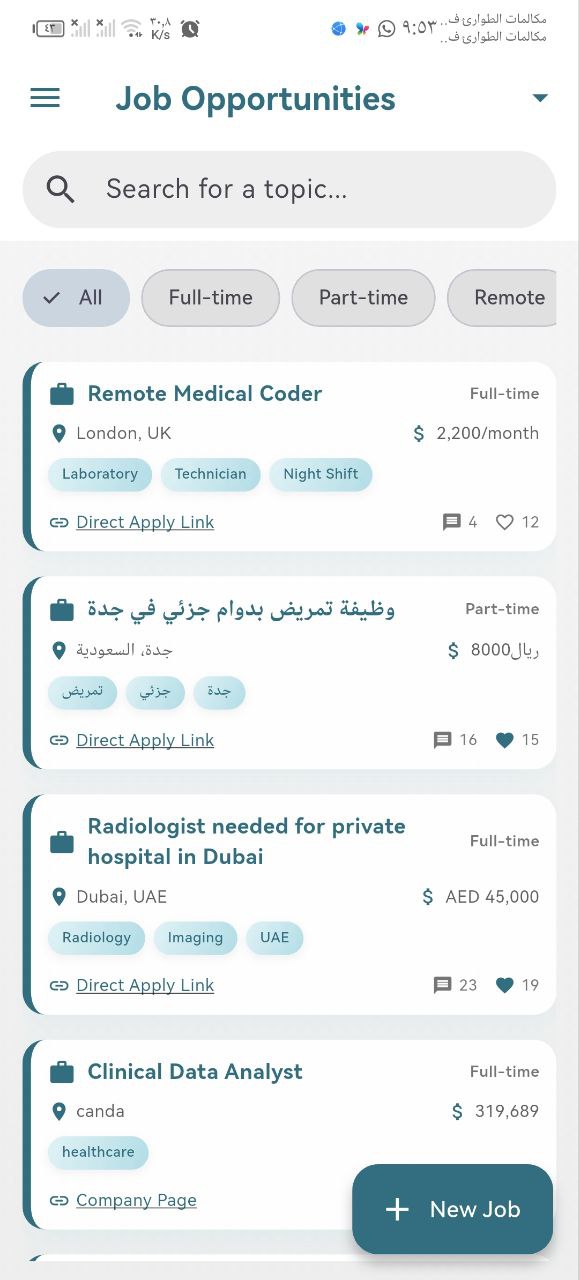 ٤٣
٣٠,٨
K/s
٩:٥٣
مكالمات الطوارئ ف..
مكالمات الطوارئ ف..
Job Opportunities
Search for a topic...
All
Full-time
Part-time
Remote
Remote Medical Coder
Full-time
London, UK
$ 2,200/month
Laboratory
Technician
Night Shift
Direct Apply Link
4
12
وظيفة تمريض بدوام جزئي في جدة
Part-time
جدة، السعودية
$ 8000ريال
تمريض
جزئي
جدة
Direct Apply Link
16
15
Radiologist needed for private
hospital in Dubai
Full-time
Dubai, UAE
$ AED 45,000
Radiology
Imaging
UAE
Direct Apply Link
23
19
Clinical Data Analyst
Full-time
canda
$ 319,689
healthcare
Company Page
New Job